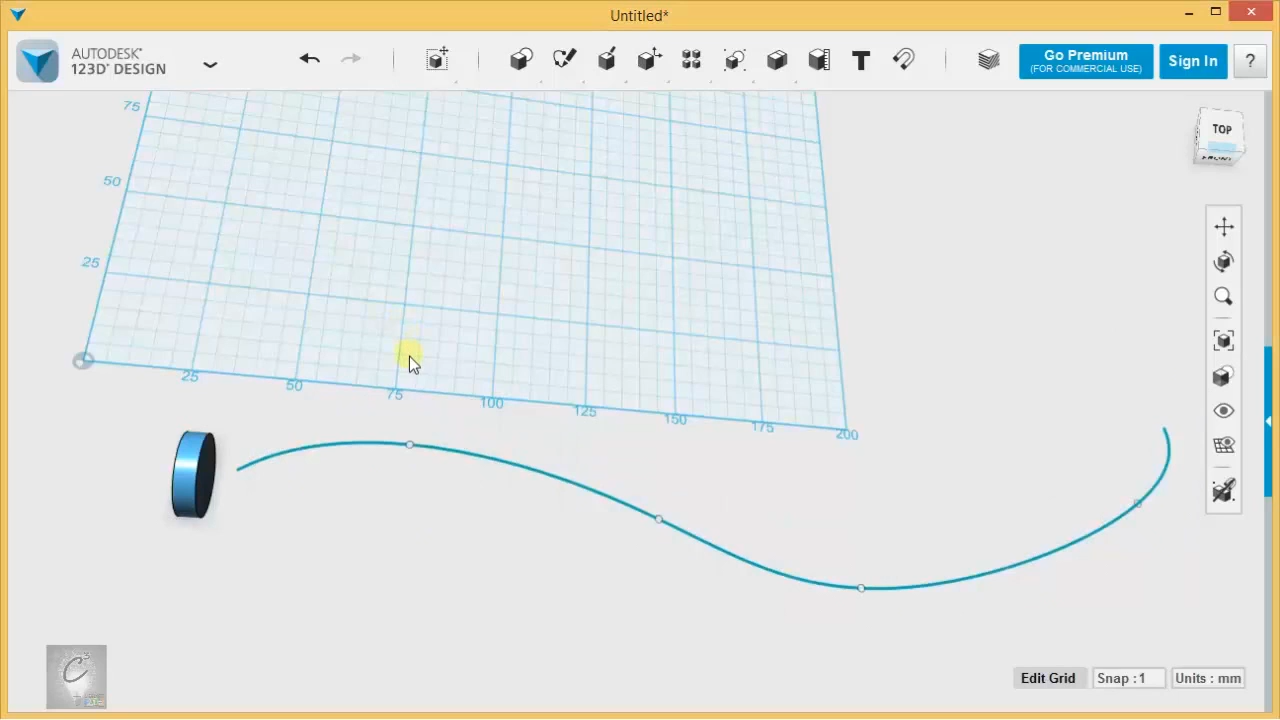 Untitled*
AUTODESK®
123D® DESIGN
Go Premium
(FOR COMMERCIAL USE)
Sign In
?
TOP
FRONT
75
50
25
25
50
75
100
125
150
175
200
Edit Grid
Snap : 1
Units : mm